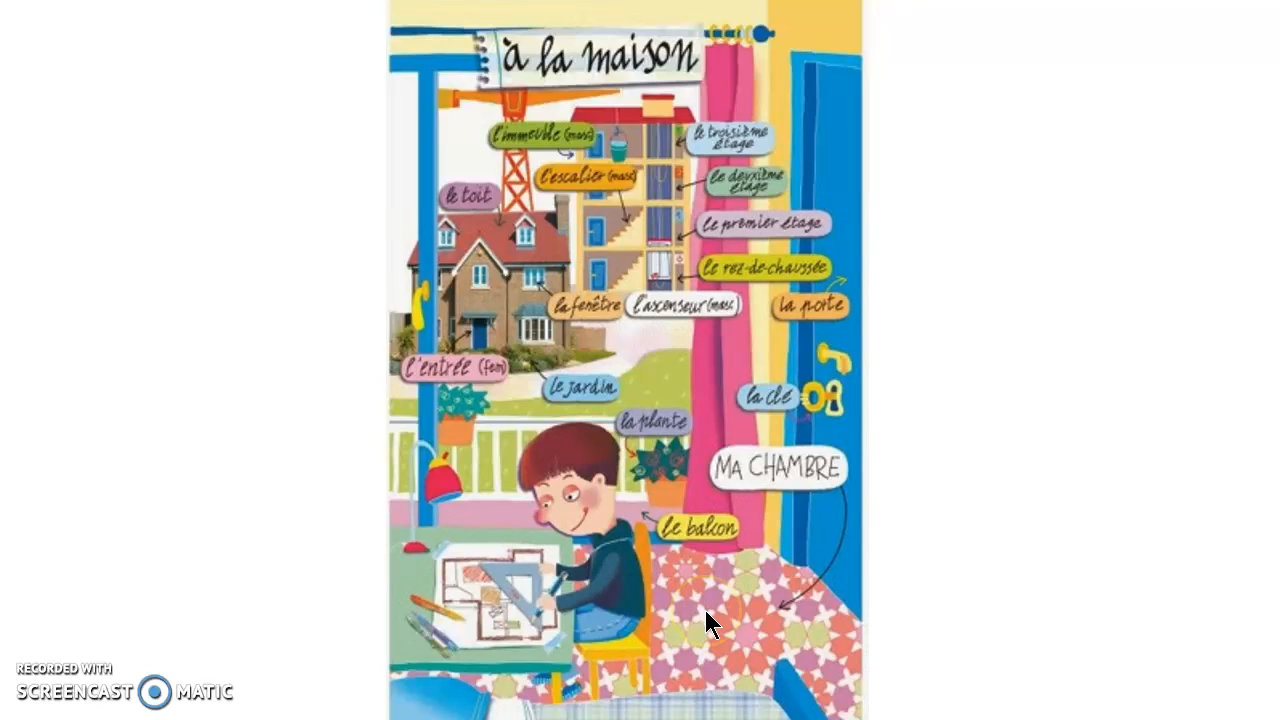 à la maison
l'immeuble (masc)
le troisième
étage
l'escalier (masc)
le deuxième
étage
le toit
le premier étage
le rez-de-chaussée
la fenêtre
l'ascenseur (masc)
la porte
l'entrée (fem)
le jardin
la clé
la plante
MA CHAMBRE
le balcon
RECORDED WITH
SCREENCAST MATIC